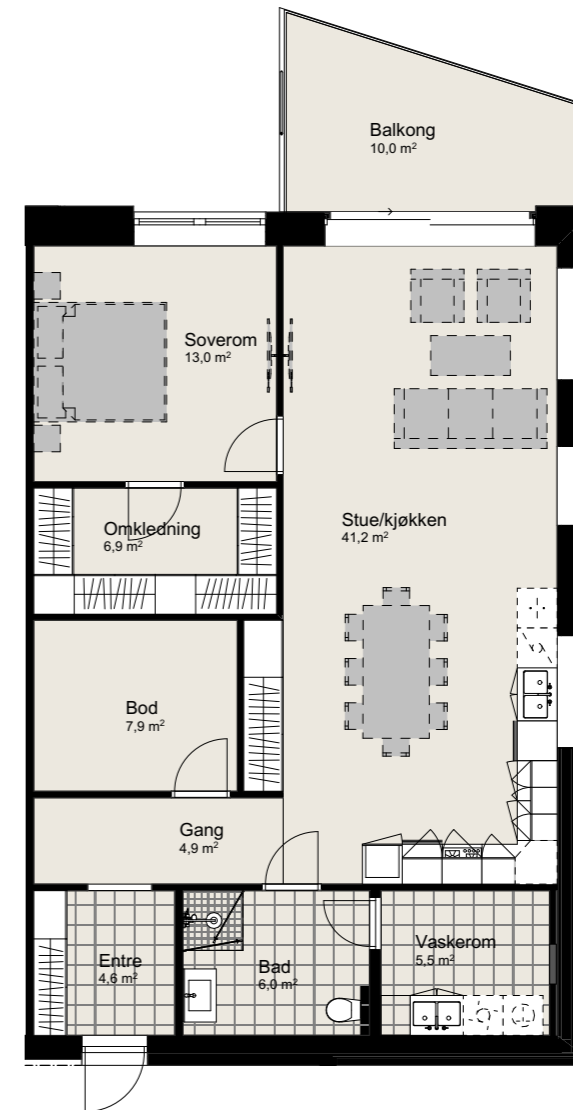 Balkong
10,0 m²
Soverom
13,0 m²
Omkledning
6,9 m²
Stue/kjøkken
41,2 m²
Bod
7,9 m²
Gang
4,9 m²
Entre
4,6 m²
Bad
6,0 m²
Vaskerom
5,5 m²